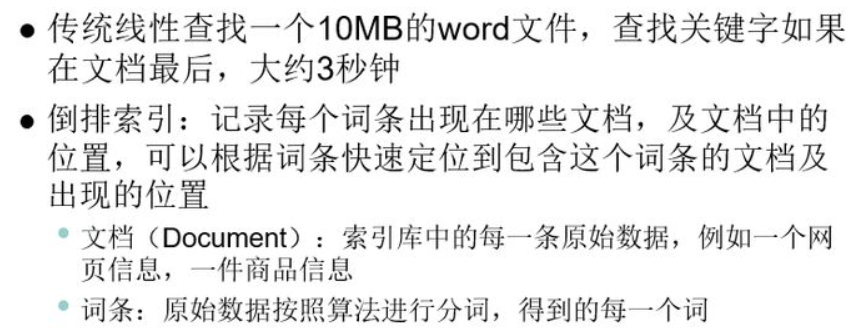 ● 传统线性查找一个10MB的word文件，查找关键字如果
在文档最后，大约3秒钟
● 倒排索引：记录每个词条出现在哪些文档，及文档中的
位置，可以根据词条快速定位到包含这个词条的文档及
出现的位置
• 文档（Document）：索引库中的每一条原始数据，例如一个网
页信息，一件商品信息
• 词条：原始数据按照算法进行分词，得到的每一个词